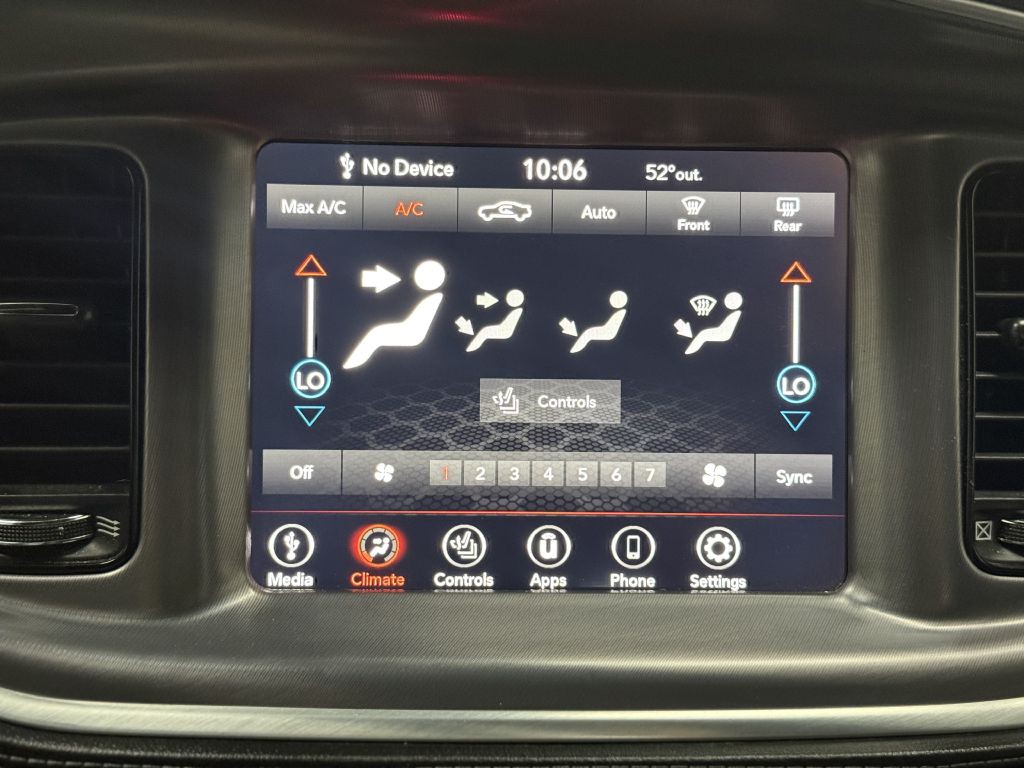 No Device 10:06 52°out.
Max A/C A/C Auto Front Rear
LO LO
Controls
Off 1 2 3 4 5 6 7 Sync
Media Climate Controls Apps Phone Settings